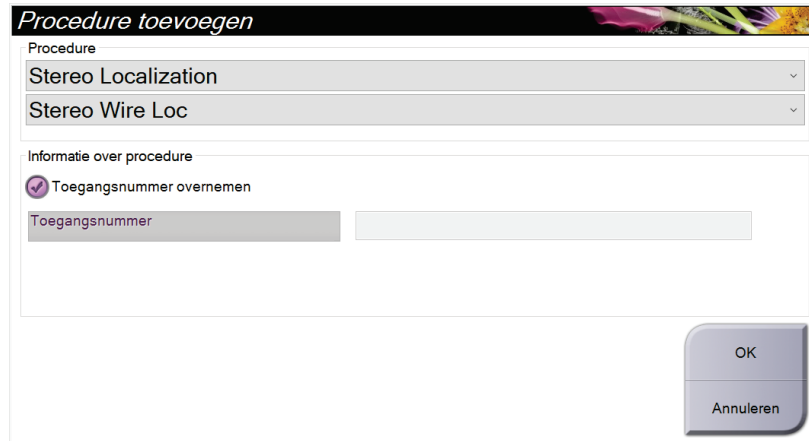 Procedure toevoegen
Procedure
Stereo Localization
Stereo Wire Loc
Informatie over procedure
Toegangsnummer overnemen
Toegangsnummer
OK
Annuleren